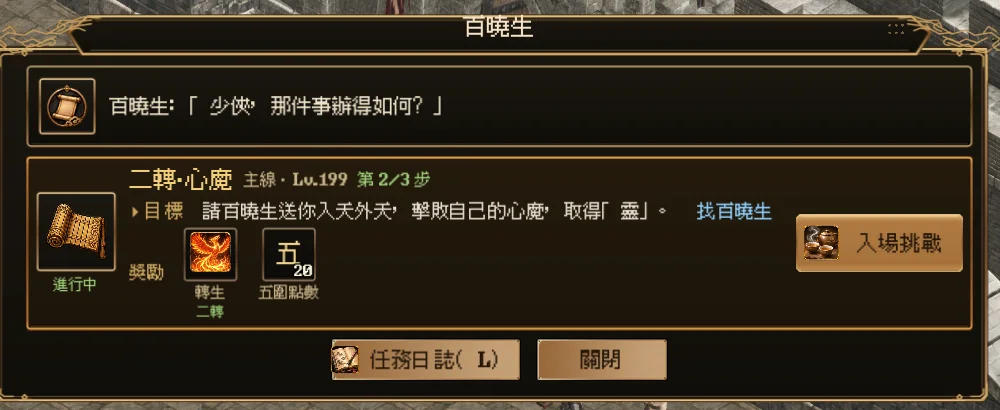 百曉生
百曉生:「 少俠, 那件事辦得如何? 」
二轉·心魔 主線 · Lv.199 第 2/3 步
目標 請百曉生送你入天外天, 擊敗自己的心魔, 取得「 靈」。 找百曉生
入場挑戰
進行中
獎勵
五
20
轉生
五圍點數
二轉
任務日誌( L)
關閉